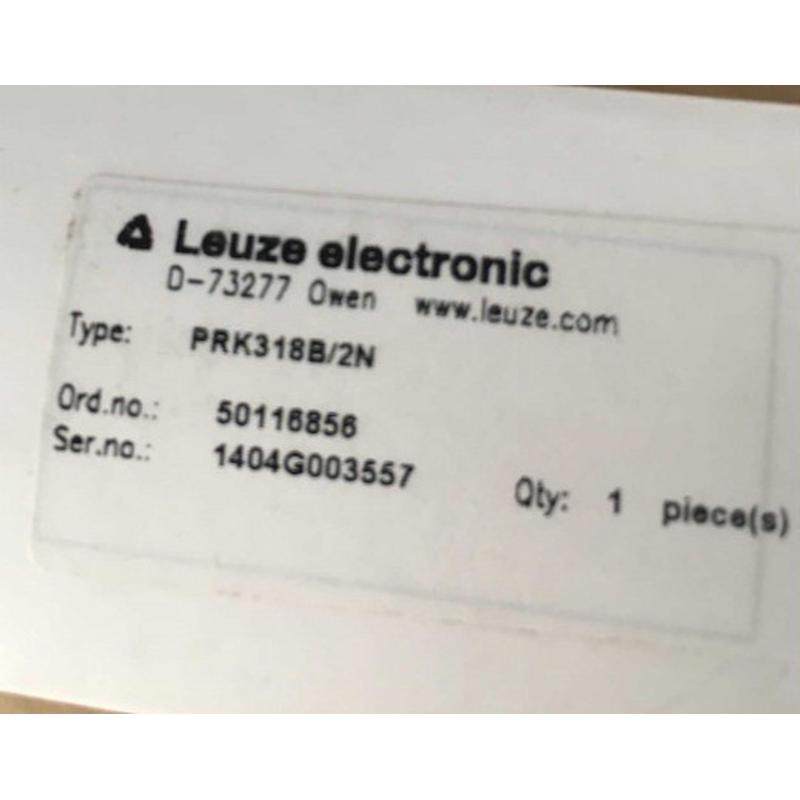 Leuze electronic
D-73277 Owen www.leuze.com
Type: PRK318B/2N
Ord.no.: 50116856
Ser.no.: 1404G003557
Qty: 1 piece(s)